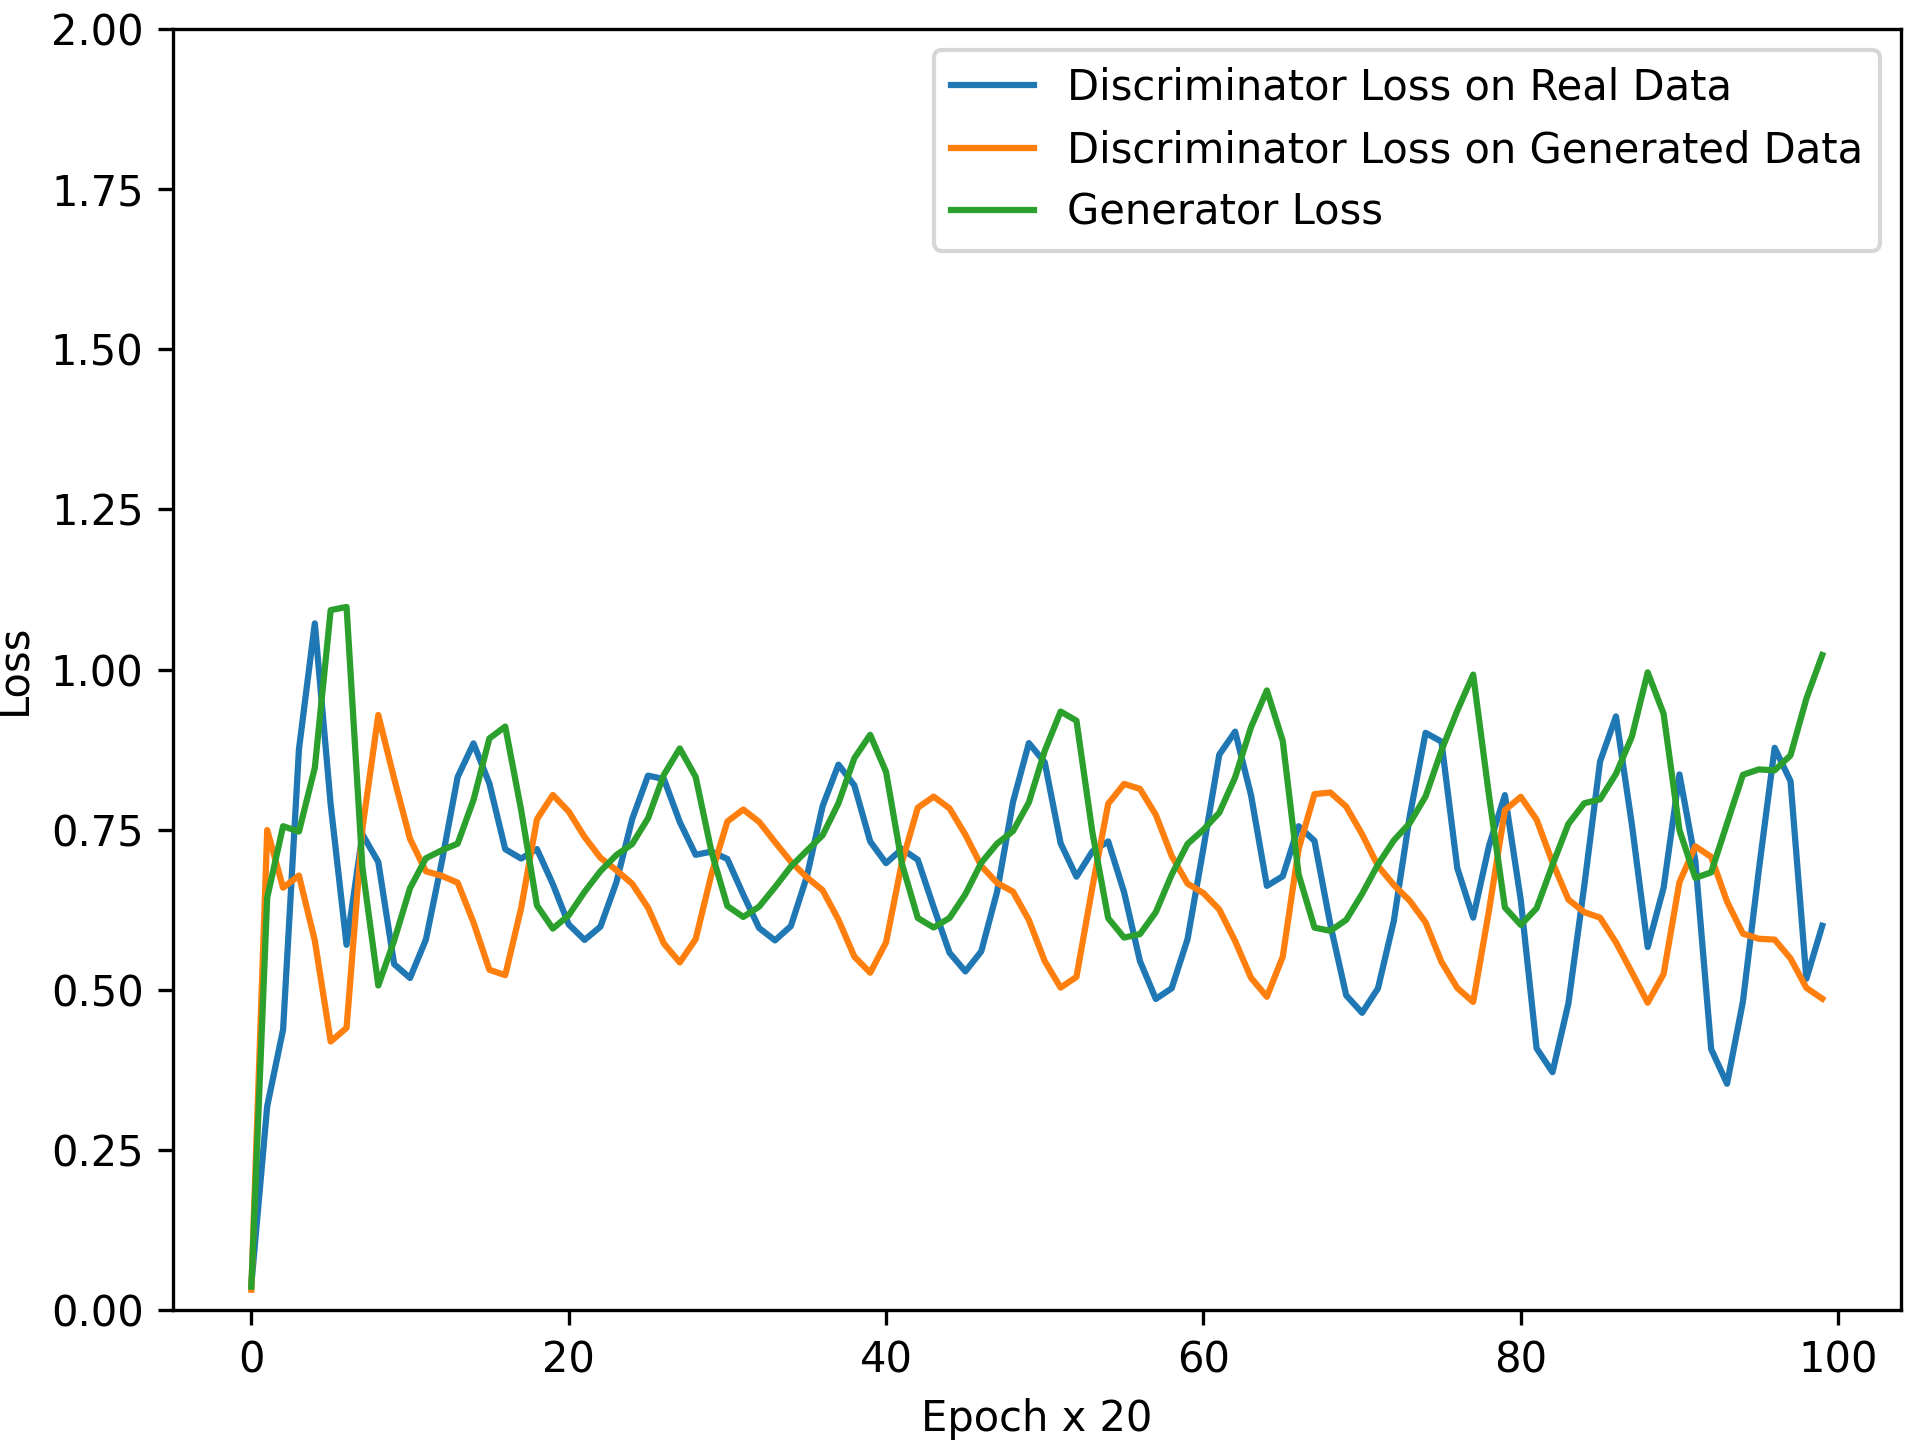 2.00
1.75
1.50
1.25
1.00
0.75
0.50
0.25
0.00
Loss
Discriminator Loss on Real Data
Discriminator Loss on Generated Data
Generator Loss
0 20 40 60 80 100
Epoch x 20